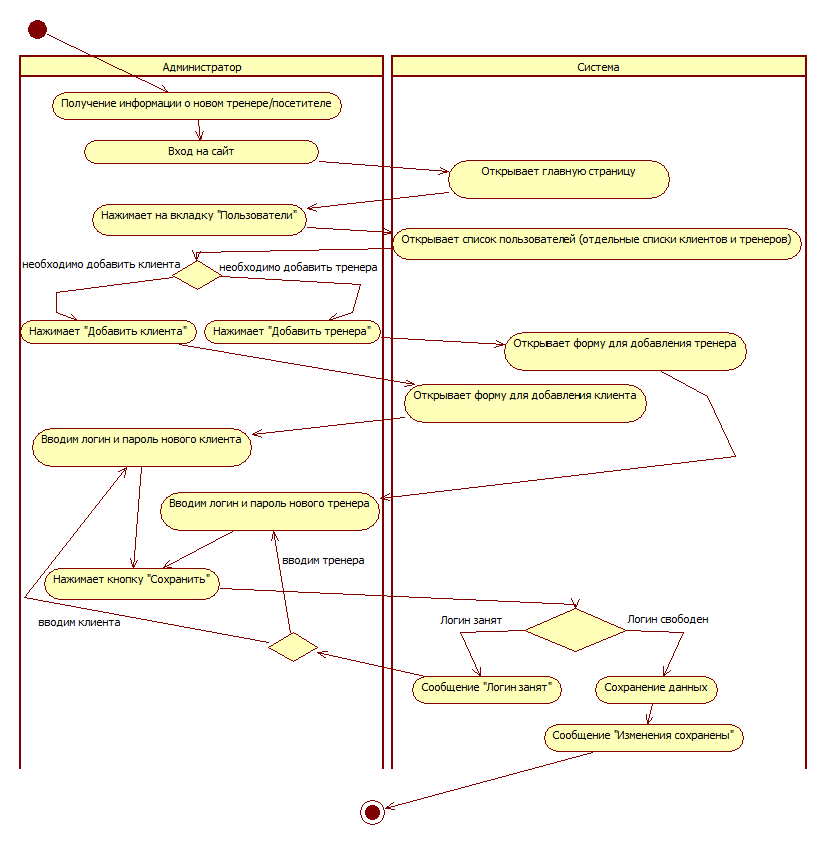 Администратор
Система
Получение информации о новом тренере/посетителе
Вход на сайт
Открывает главную страницу
Нажимает на вкладку "Пользователи"
Открывает список пользователей (отдельные списки клиентов и тренеров)
необходимо добавить клиента
необходимо добавить тренера
Нажимает "Добавить клиента"
Нажимает "Добавить тренера"
Открывает форму для добавления тренера
Открывает форму для добавления клиента
Вводим логин и пароль нового клиента
Вводим логин и пароль нового тренера
вводим тренера
Нажимает кнопку "Сохранить"
вводим клиента
Логин занят
Логин свободен
Сообщение "Логин занят"
Сохранение данных
Сообщение "Изменения сохранены"